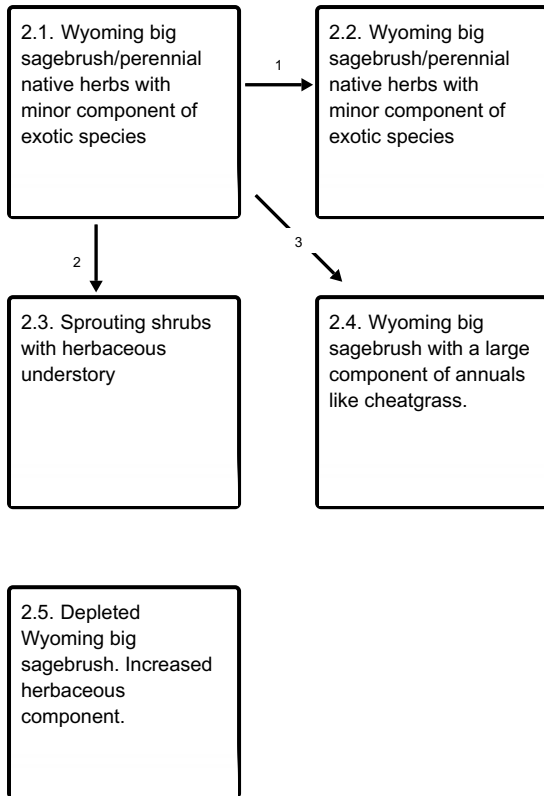 2.1. Wyoming big
sagebrush/perennial
native herbs with
minor component of
exotic species
1
2.2. Wyoming big
sagebrush/perennial
native herbs with
minor component of
exotic species
2
3
2.3. Sprouting shrubs
with herbaceous
understory
2.4. Wyoming big
sagebrush with a large
component of annuals
like cheatgrass.
2.5. Depleted
Wyoming big
sagebrush. Increased
herbaceous
component.